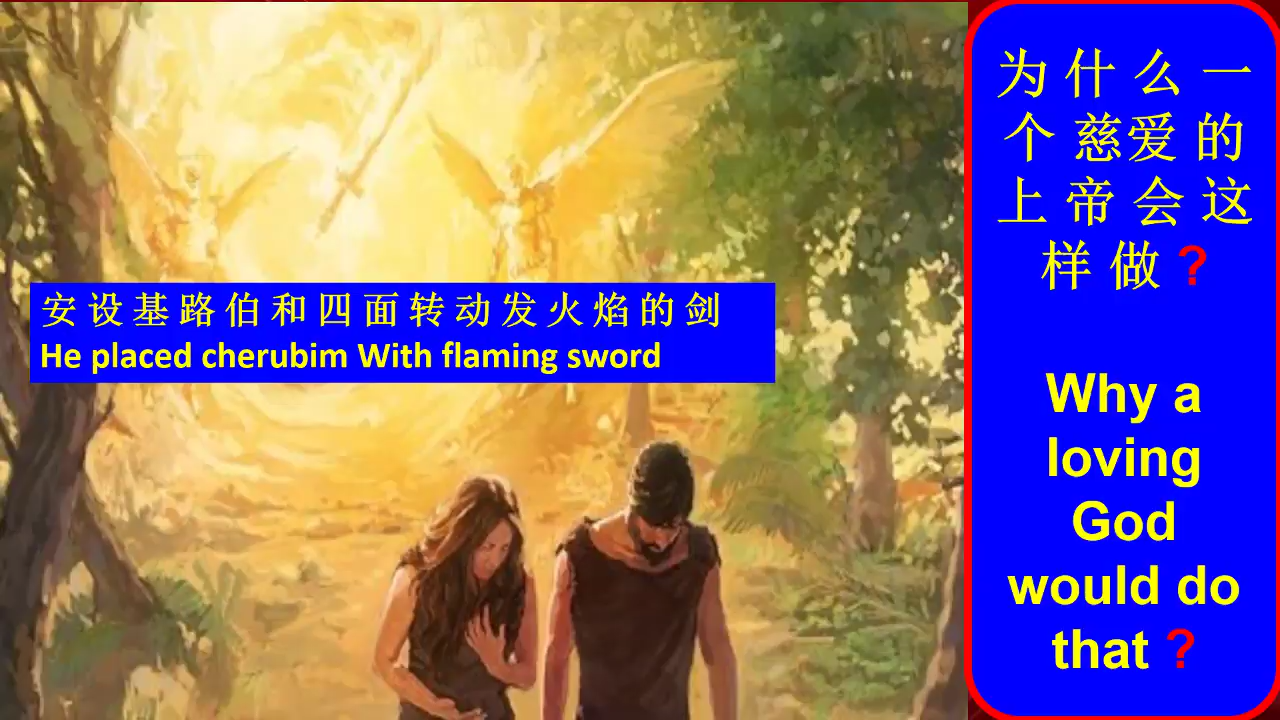 安设基路伯和四面转动发火焰的剑
He placed cherubim With flaming sword
为什么一
个慈爱的
上帝会这
样做?
Why a
loving
God
would do
that ?